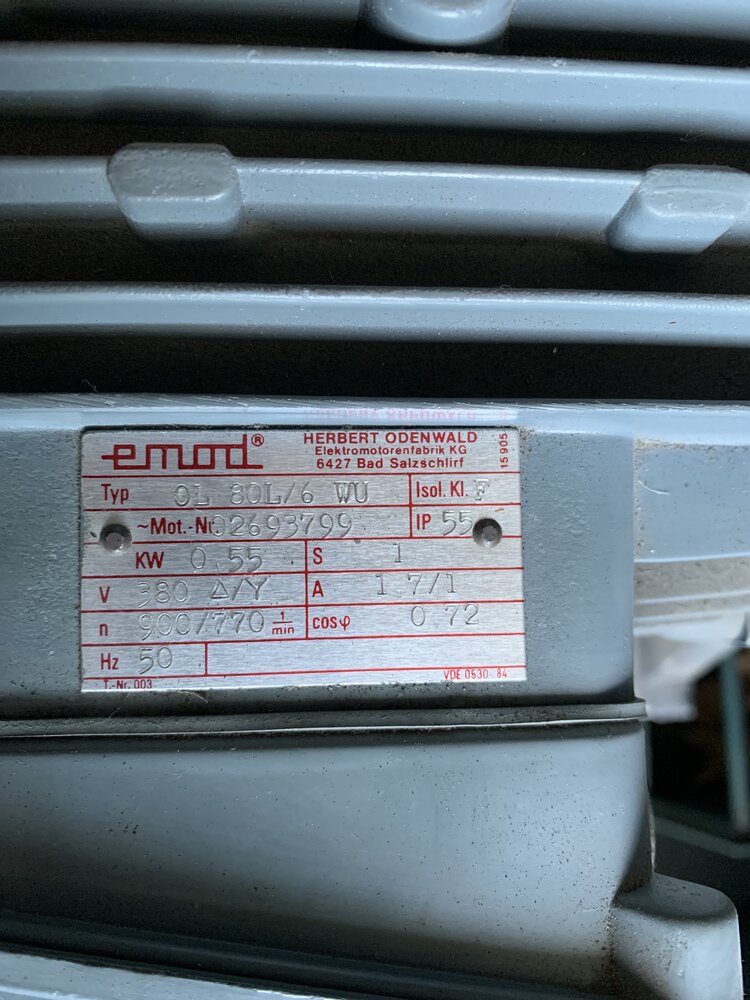 emod®
HERBERT ODENWALD
Elektromotorenfabrik KG
6427 Bad Salzschlirf
15905
Typ OL 80L/6 WU Isol. Kl. F
~Mot.-Nr 02693799 IP 55
KW 0,55 S 1
V 380 Δ/Y A 1,7/1
n 900/770 1/min cosφ 0,72
Hz 50
T.-Nr. 003 VDE 0530 . 84